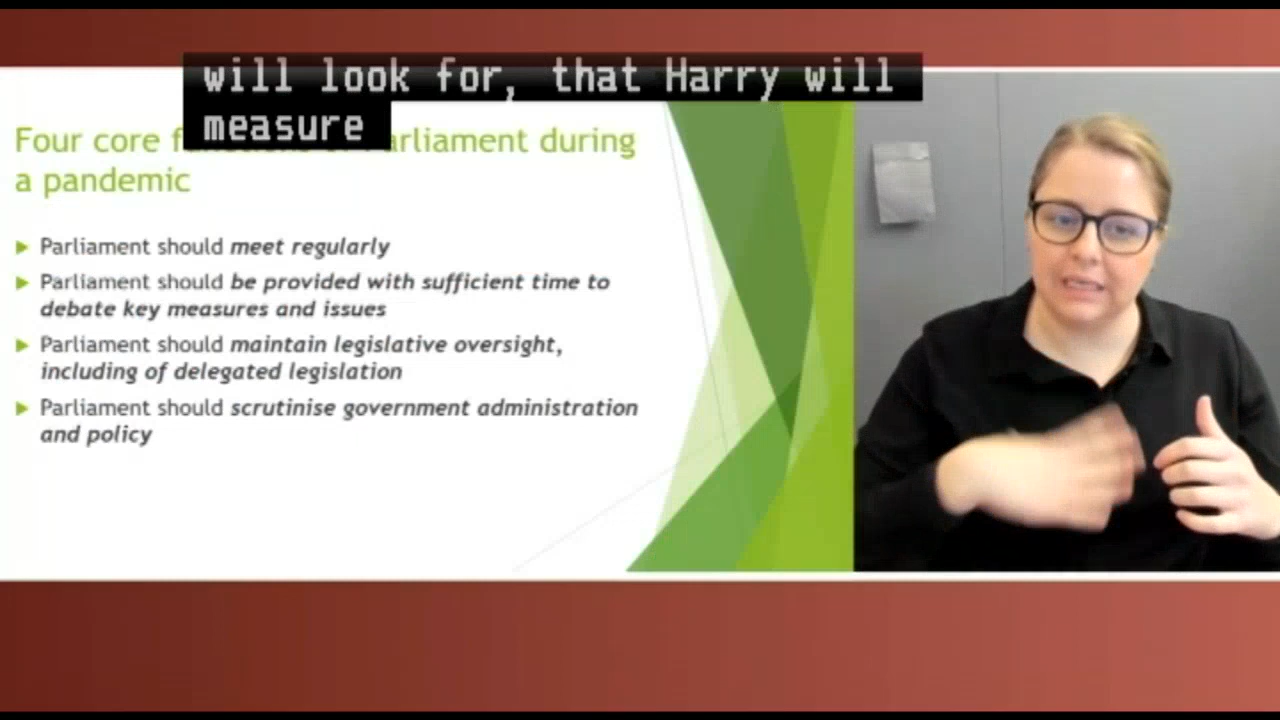 will look for, that Harry will
measure
Four core arliament during
a pandemic
Parliament should meet regularly
Parliament should be provided with sufficient time to
debate key measures and issues
Parliament should maintain legislative oversight,
including of delegated legislation
Parliament should scrutinise government administration
and policy